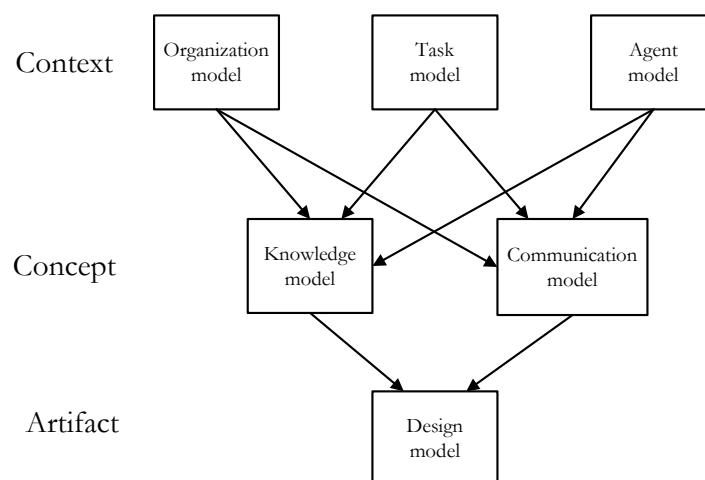 Context
Organization
model
Task
model
Agent
model
Concept
Knowledge
model
Communication
model
Artifact
Design
model